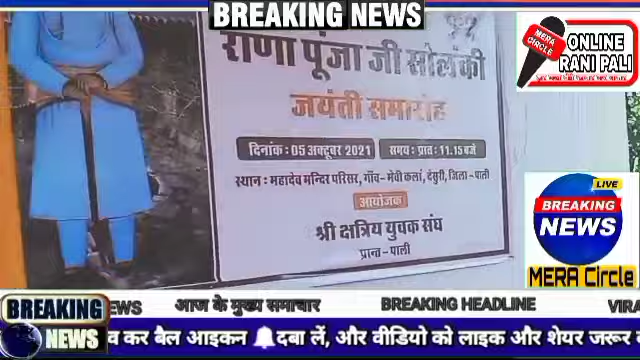 BREAKING NEWS
राणा पूंजा जी सोलंकी
जयंती समारोह
दिनांक : 05 अक्टूबर 2021
समय : प्रात: 11.15 बजे
स्थान : महादेव मन्दिर परिसर, गाँव- मेवी कलां, देसुरी, जिला - पाली
आयोजक
श्री क्षत्रिय युवक संघ
प्रान्त - पाली
MERA CIRCLE
ONLINE
RANI PALI
LIVE
BREAKING
NEWS
MERA Circle
BREAKING
NEWS
EWS आज के मुख्य समाचार BREAKING HEADLINE VIRA
व कर बैल आइकन 🔔दबा लें, और वीडियो को लाइक और शेयर जरूर